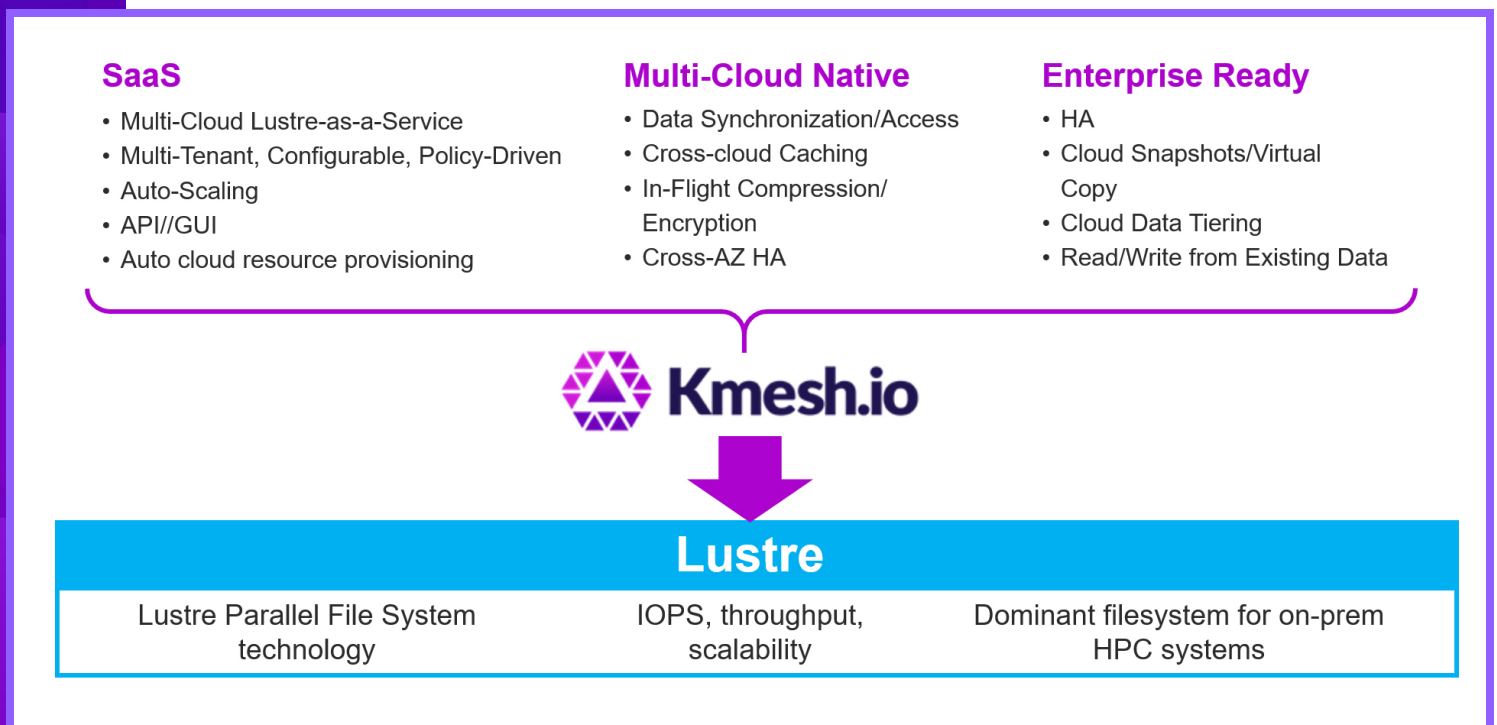 SaaS
• Multi-Cloud Lustre-as-a-Service
• Multi-Tenant, Configurable, Policy-Driven
• Auto-Scaling
• API//GUI
• Auto cloud resource provisioning
Multi-Cloud Native
• Data Synchronization/Access
• Cross-cloud Caching
• In-Flight Compression/
Encryption
• Cross-AZ HA
Enterprise Ready
• HA
• Cloud Snapshots/Virtual
Copy
• Cloud Data Tiering
• Read/Write from Existing Data
Kmesh.io
Lustre
Lustre Parallel File System
technology
IOPS, throughput,
scalability
Dominant filesystem for on-prem
HPC systems